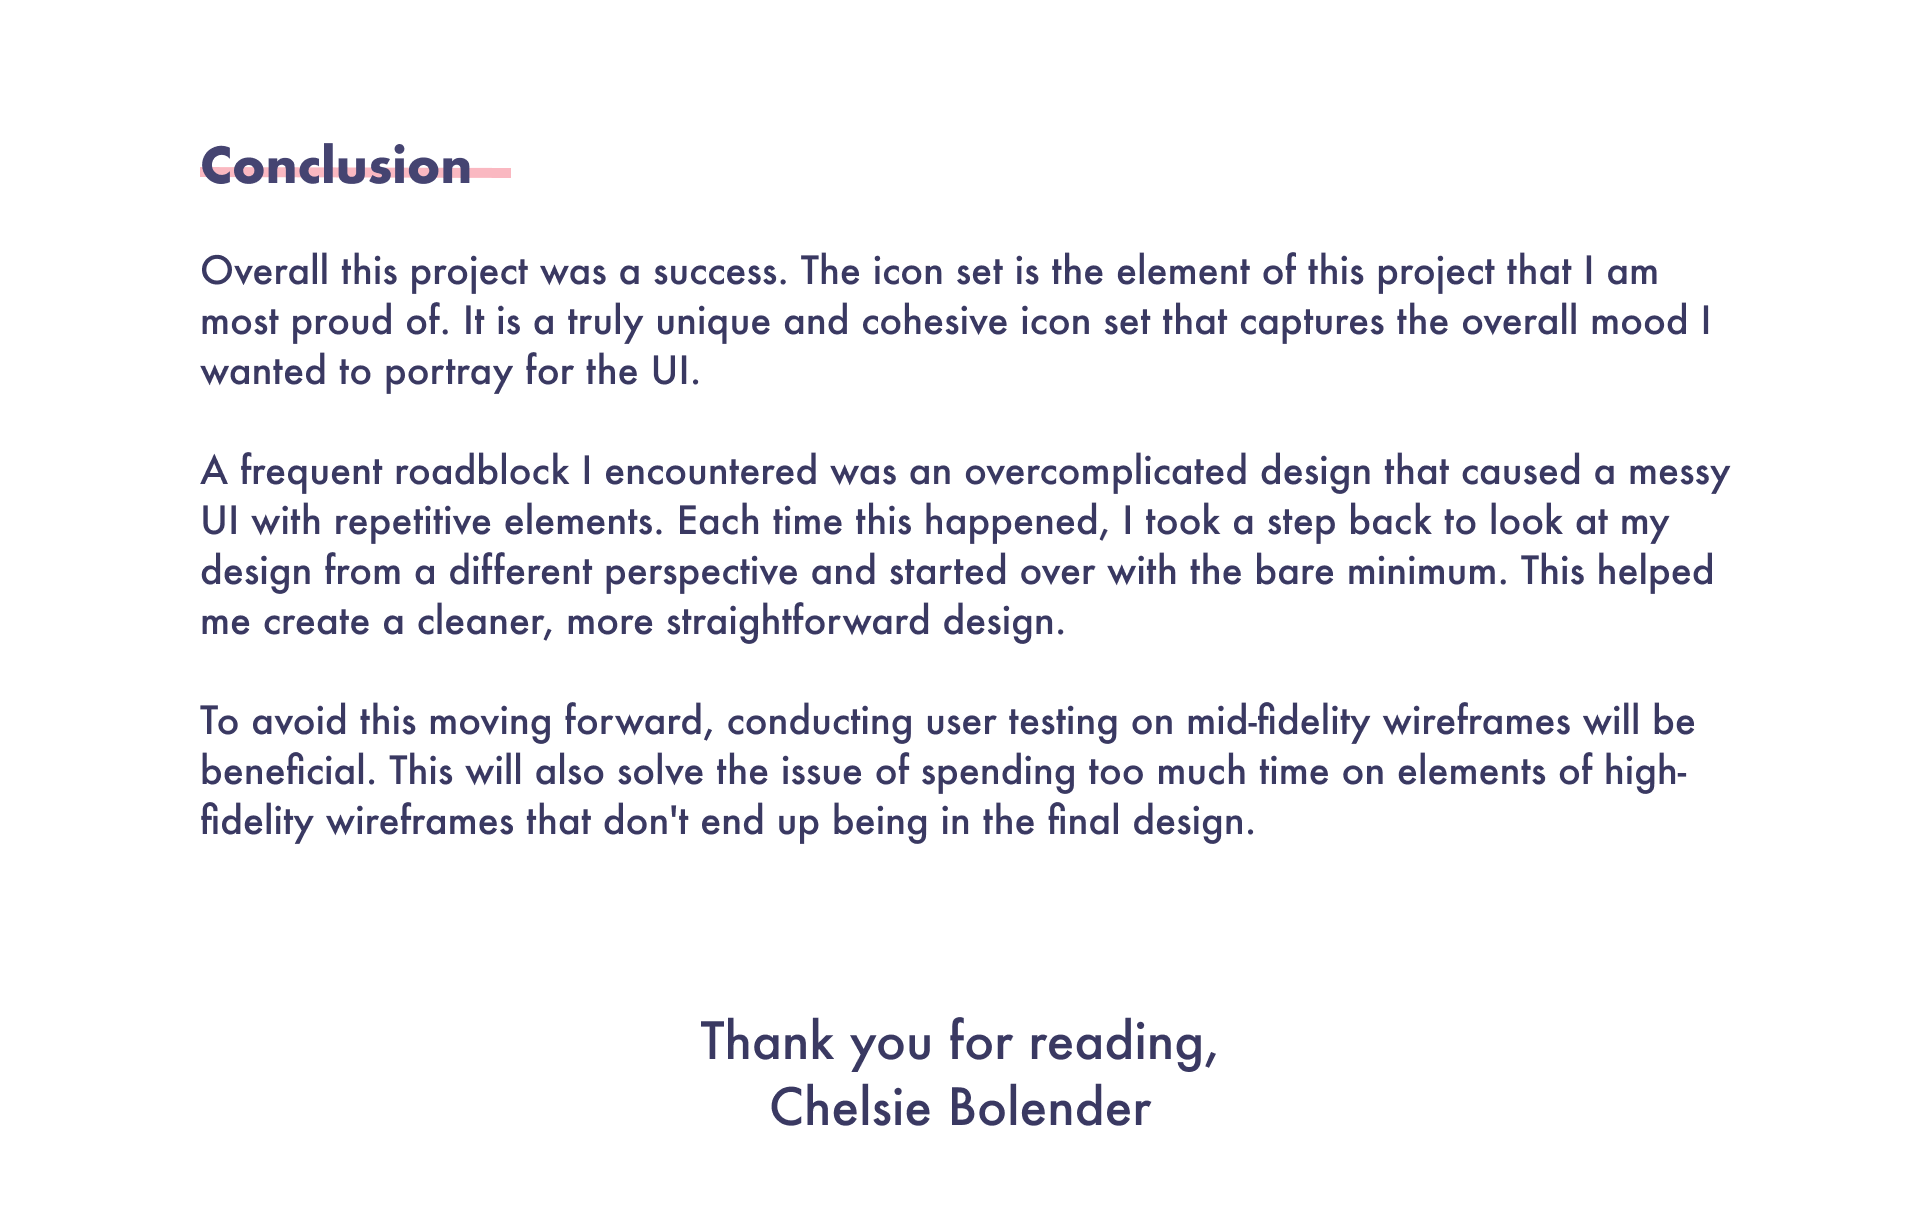 Conclusion
Overall this project was a success. The icon set is the element of this project that I am
most proud of. It is a truly unique and cohesive icon set that captures the overall mood I
wanted to portray for the UI.
A frequent roadblock I encountered was an overcomplicated design that caused a messy
UI with repetitive elements. Each time this happened, I took a step back to look at my
design from a different perspective and started over with the bare minimum. This helped
me create a cleaner, more straightforward design.
To avoid this moving forward, conducting user testing on mid-fidelity wireframes will be
beneficial. This will also solve the issue of spending too much time on elements of high-
fidelity wireframes that don't end up being in the final design.
Thank you for reading,
Chelsie Bolender